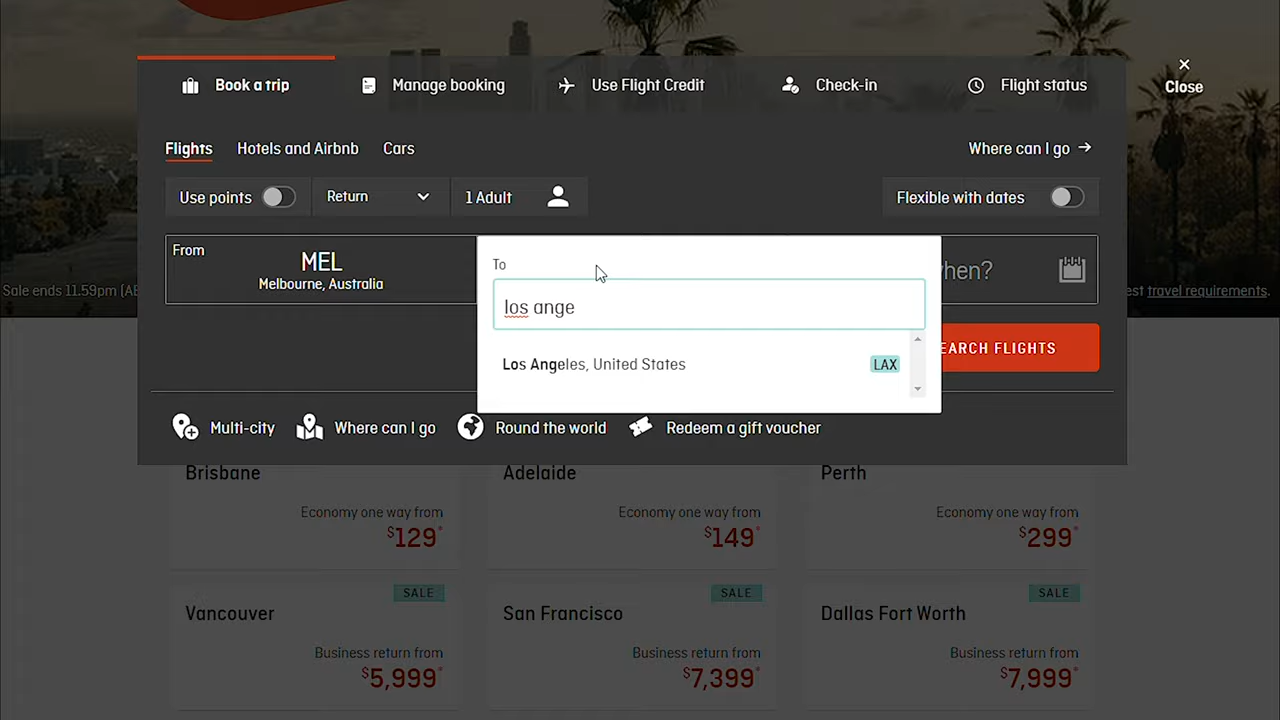 Book a trip
Manage booking
Use Flight Credit
Check-in
Flight status
Close
Flights
Hotels and Airbnb
Cars
Where can I go
Use points
Return
1 Adult
Flexible with dates
From
MEL
Melbourne, Australia
To
los ange
Los Angeles, United States
LAX
hen?
Sale ends 11.59pm (AE
est travel requirements.
EARCH FLIGHTS
Multi-city
Where can I go
Round the world
Redeem a gift voucher
Brisbane
Economy one way from
$129*
Adelaide
Economy one way from
$149*
Perth
Economy one way from
$299*
SALE
Vancouver
Business return from
$5,999*
SALE
San Francisco
Business return from
$7,399*
SALE
Dallas Fort Worth
Business return from
$7,999*